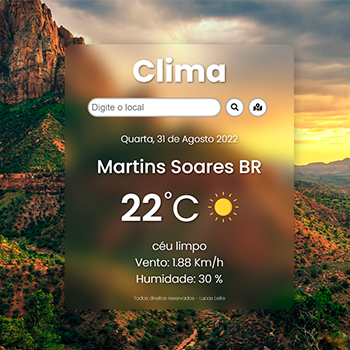 Clima
Digite o local
Quarta, 31 de Agosto 2022
Martins Soares BR
22°C
céu limpo
Vento: 1.88 Km/h
Humidade: 30 %
Todos direitos reservados - Lucas Leite